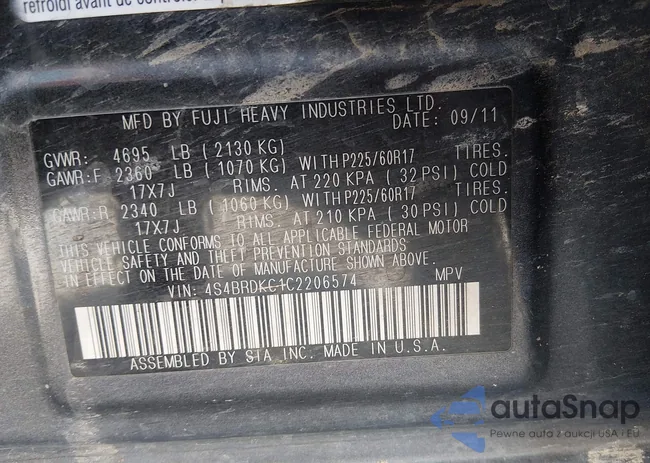 refroidi avant de
MFD BY FUJI HEAVY INDUSTRIES LTD.
DATE: 09/11
GVWR: 4695 LB (2130 KG)
GAWR:F 2360 LB (1070 KG) WITH P225/60R17 TIRES.
17X7J RIMS. AT 220 KPA (32 PSI) COLD
GAWR:R 2340 LB (1060 KG) WITH P225/60R17 TIRES.
17X7J RIMS. AT 210 KPA (30 PSI) COLD
THIS VEHICLE CONFORMS TO ALL APPLICABLE FEDERAL MOTOR
VEHICLE SAFETY AND THEFT PREVENTION STANDARDS
IN EFFECT ON THE DATE OF MANUFACTURE SHOWN ABOVE.
VIN: 4S4BRDKC1C2206574 MPV
ASSEMBLED BY SIA INC. MADE IN U.S.A.
autaSnap
Pewne auta z aukcji USA i EU